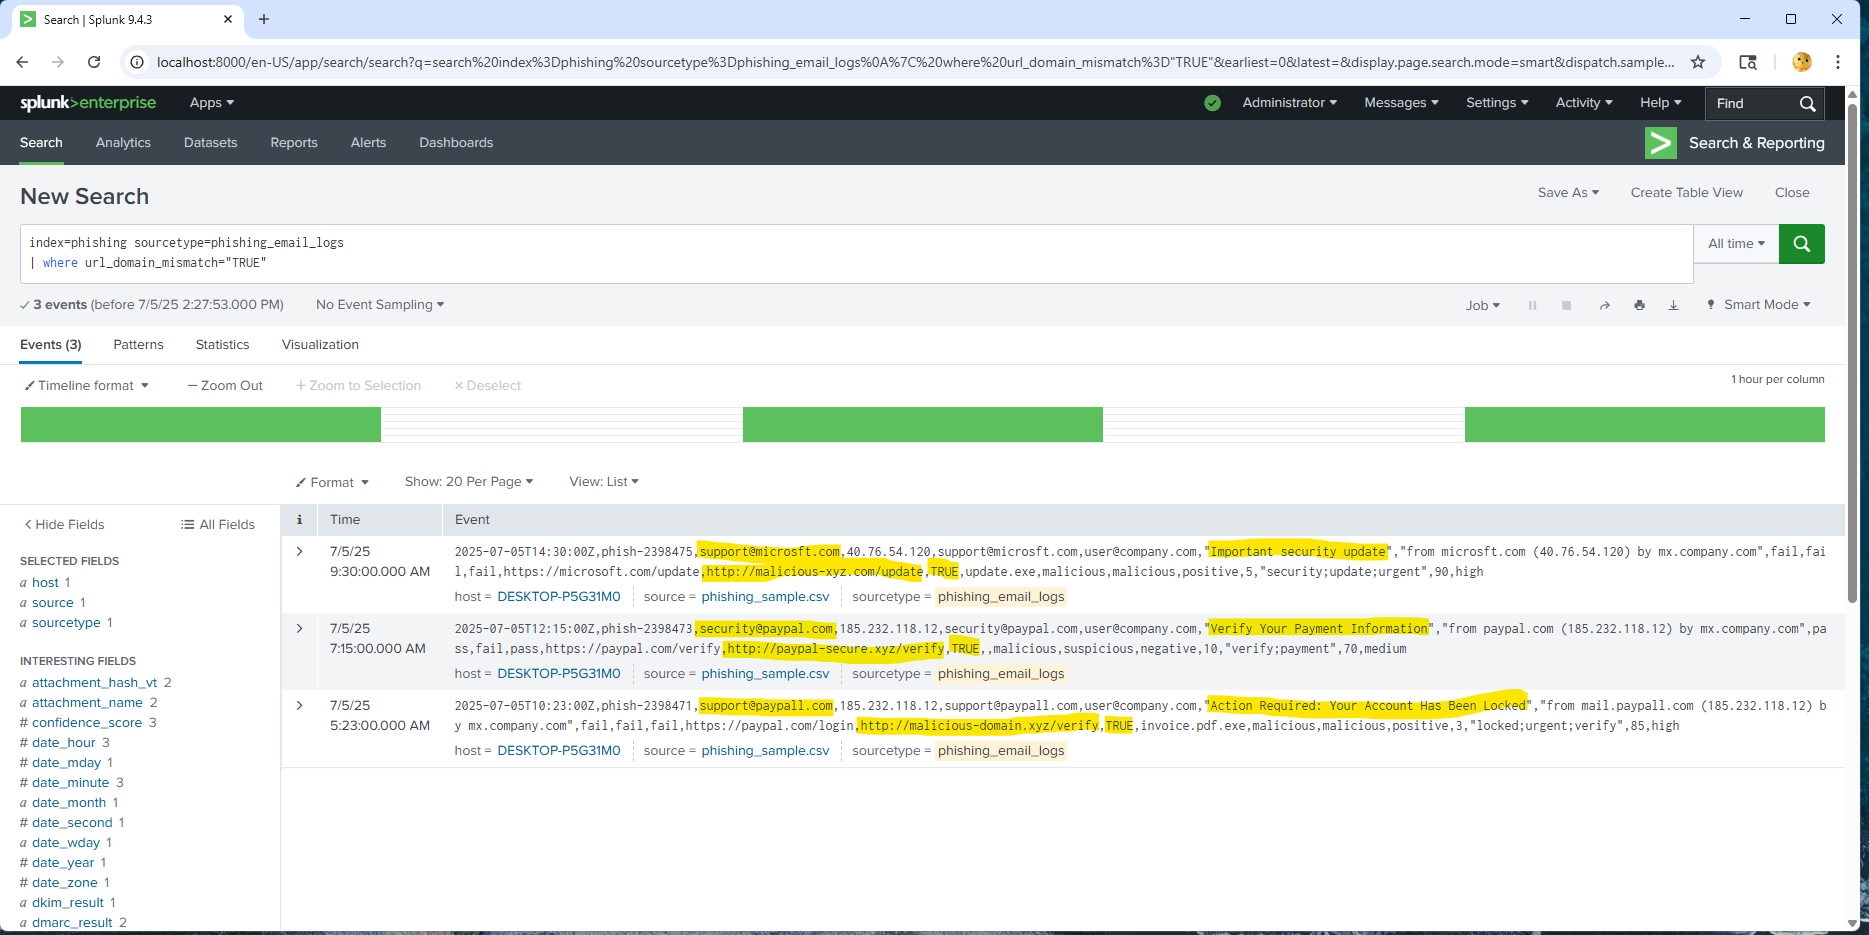 Search | Splunk 9.4.3
localhost:8000/en-US/app/search/search?q=search%20index%3Dphishing%20sourcetype%3Dphishing_email_logs%0A%7C%20where%20url_domain_mismatch%3D"TRUE"&earliest=0&latest=&display.page.search.mode=smart&dispatch.sample...
splunk>enterprise Apps Administrator Messages Settings Activity Help Find
Search Analytics Datasets Reports Alerts Dashboards Search & Reporting
New Search Save As Create Table View Close
index=phishing sourcetype=phishing_email_logs
| where url_domain_mismatch="TRUE"
All time
3 events (before 7/5/25 2:27:53.000 PM) No Event Sampling Job Smart Mode
Events (3) Patterns Statistics Visualization
Timeline format — Zoom Out + Zoom to Selection × Deselect 1 hour per column
Format Show: 20 Per Page View: List
< Hide Fields All Fields
SELECTED FIELDS
a host 1
a source 1
a sourcetype 1
INTERESTING FIELDS
a attachment_hash_vt 2
a attachment_name 2
# confidence_score 3
# date_hour 3
# date_mday 1
# date_minute 3
a date_month 1
# date_second 1
a date_wday 1
# date_year 1
# date_zone 1
a dkim_result 1
a dmarc_result 2
i Time Event
7/5/25
9:30:00.000 AM
2025-07-05T14:30:00Z,phish-2398475,support@microsft.com,40.76.54.120,support@microsft.com,user@company.com,"Important security update","from microsft.com (40.76.54.120) by mx.company.com",fail,fai
l,fail,https://microsoft.com/update,http://malicious-xyz.com/update,TRUE,update.exe,malicious,malicious,positive,5,"security;update;urgent",90,high
host = DESKTOP-P5G31M0 source = phishing_sample.csv sourcetype = phishing_email_logs
7/5/25
7:15:00.000 AM
2025-07-05T12:15:00Z,phish-2398473,security@paypal.com,185.232.118.12,security@paypal.com,user@company.com,"Verify Your Payment Information","from paypal.com (185.232.118.12) by mx.company.com",pa
ss,fail,pass,https://paypal.com/verify,http://paypal-secure.xyz/verify,TRUE,,malicious,suspicious,negative,10,"verify;payment",70,medium
host = DESKTOP-P5G31M0 source = phishing_sample.csv sourcetype = phishing_email_logs
7/5/25
5:23:00.000 AM
2025-07-05T10:23:00Z,phish-2398471,support@paypall.com,185.232.118.12,support@paypall.com,user@company.com,"Action Required: Your Account Has Been Locked","from mail.paypall.com (185.232.118.12) b
y mx.company.com",fail,fail,fail,https://paypal.com/login,http://malicious-domain.xyz/verify,TRUE,invoice.pdf.exe,malicious,malicious,positive,3,"locked;urgent;verify",85,high
host = DESKTOP-P5G31M0 source = phishing_sample.csv sourcetype = phishing_email_logs